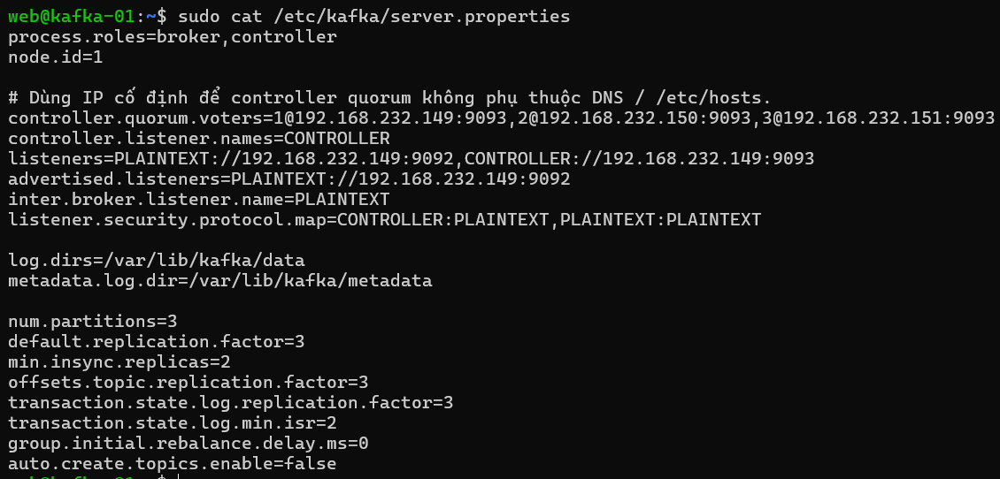 web@kafka-01:~$ sudo cat /etc/kafka/server.properties
process.roles=broker,controller
node.id=1
# Dùng IP cố định để controller quorum không phụ thuộc DNS / /etc/hosts.
controller.quorum.voters=1@192.168.232.149:9093,2@192.168.232.150:9093,3@192.168.232.151:9093
controller.listener.names=CONTROLLER
listeners=PLAINTEXT://192.168.232.149:9092,CONTROLLER://192.168.232.149:9093
advertised.listeners=PLAINTEXT://192.168.232.149:9092
inter.broker.listener.name=PLAINTEXT
listener.security.protocol.map=CONTROLLER:PLAINTEXT,PLAINTEXT:PLAINTEXT
log.dirs=/var/lib/kafka/data
metadata.log.dir=/var/lib/kafka/metadata
num.partitions=3
default.replication.factor=3
min.insync.replicas=2
offsets.topic.replication.factor=3
transaction.state.log.replication.factor=3
transaction.state.log.min.isr=2
group.initial.rebalance.delay.ms=0
auto.create.topics.enable=false